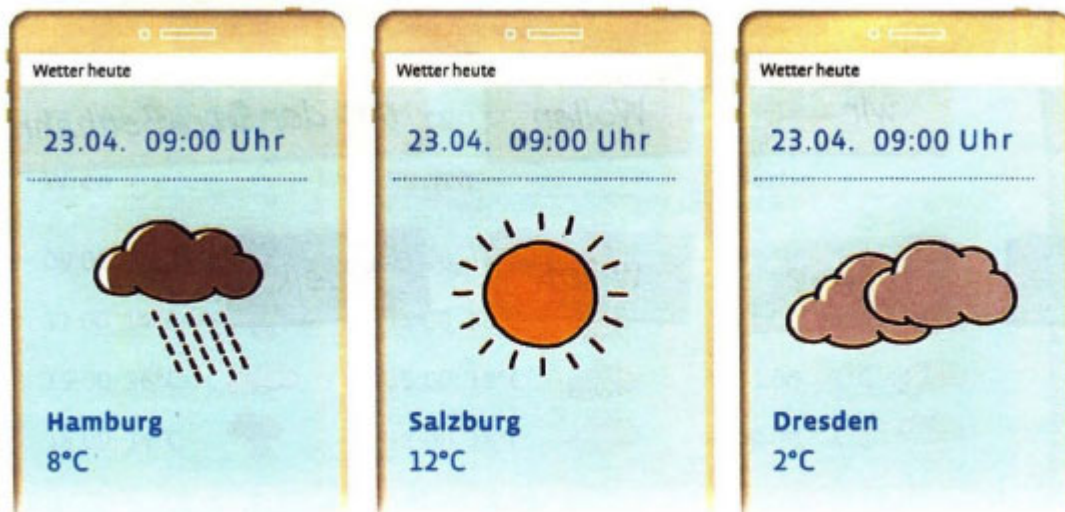 Wetter heute
23.04. 09:00 Uhr
Hamburg
8°C
Wetter heute
23.04. 09:00 Uhr
Salzburg
12°C
Wetter heute
23.04. 09:00 Uhr
Dresden
2°C